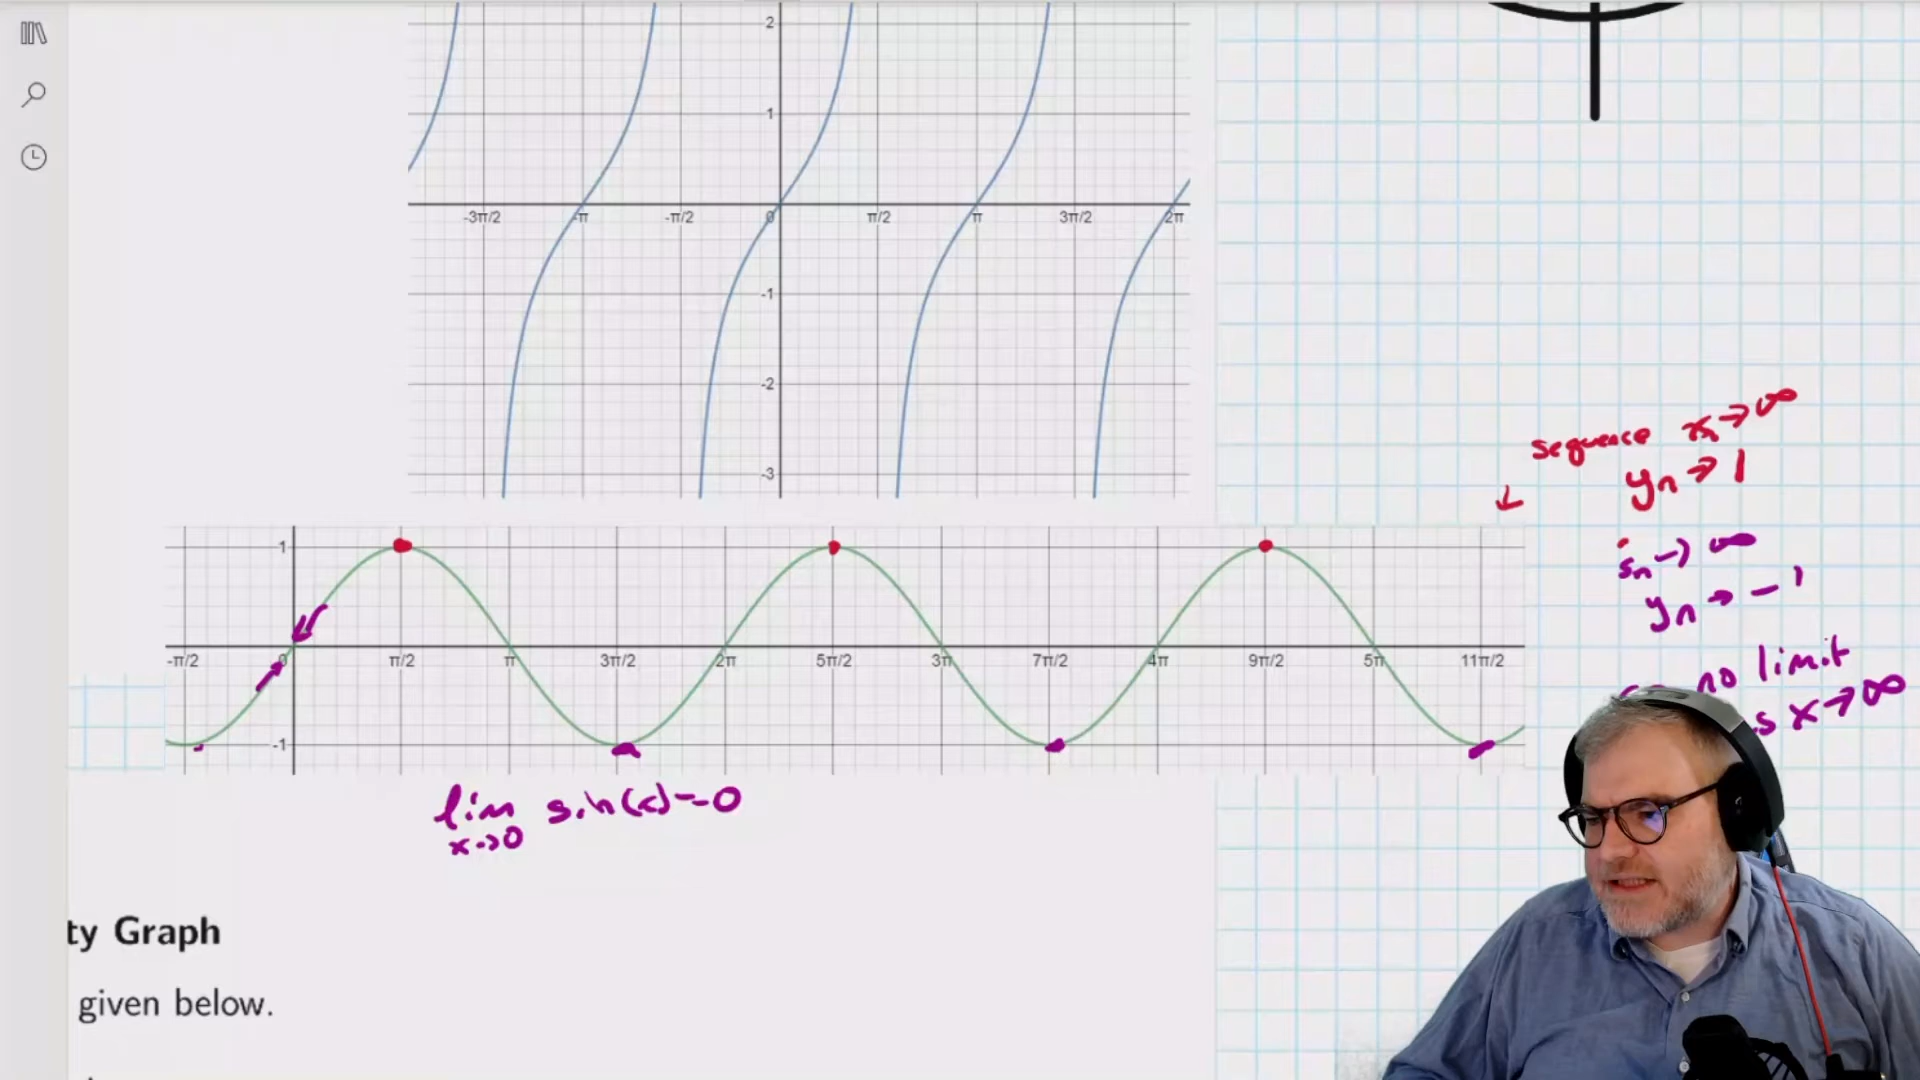 2
1
-3π/2 -π -π/2 0 π/2 π 3π/2 2π
-1
-2
-3
sequence xₙ→∞
yₙ→1
1
-π/2 0 π/2 π 3π/2 2π 5π/2 3π 7π/2 4π 9π/2 5π 11π/2
-1
sₙ→∞
yₙ→-1
no limit
s x→∞
lim sin(x)=0
x→0
ty Graph
given below.